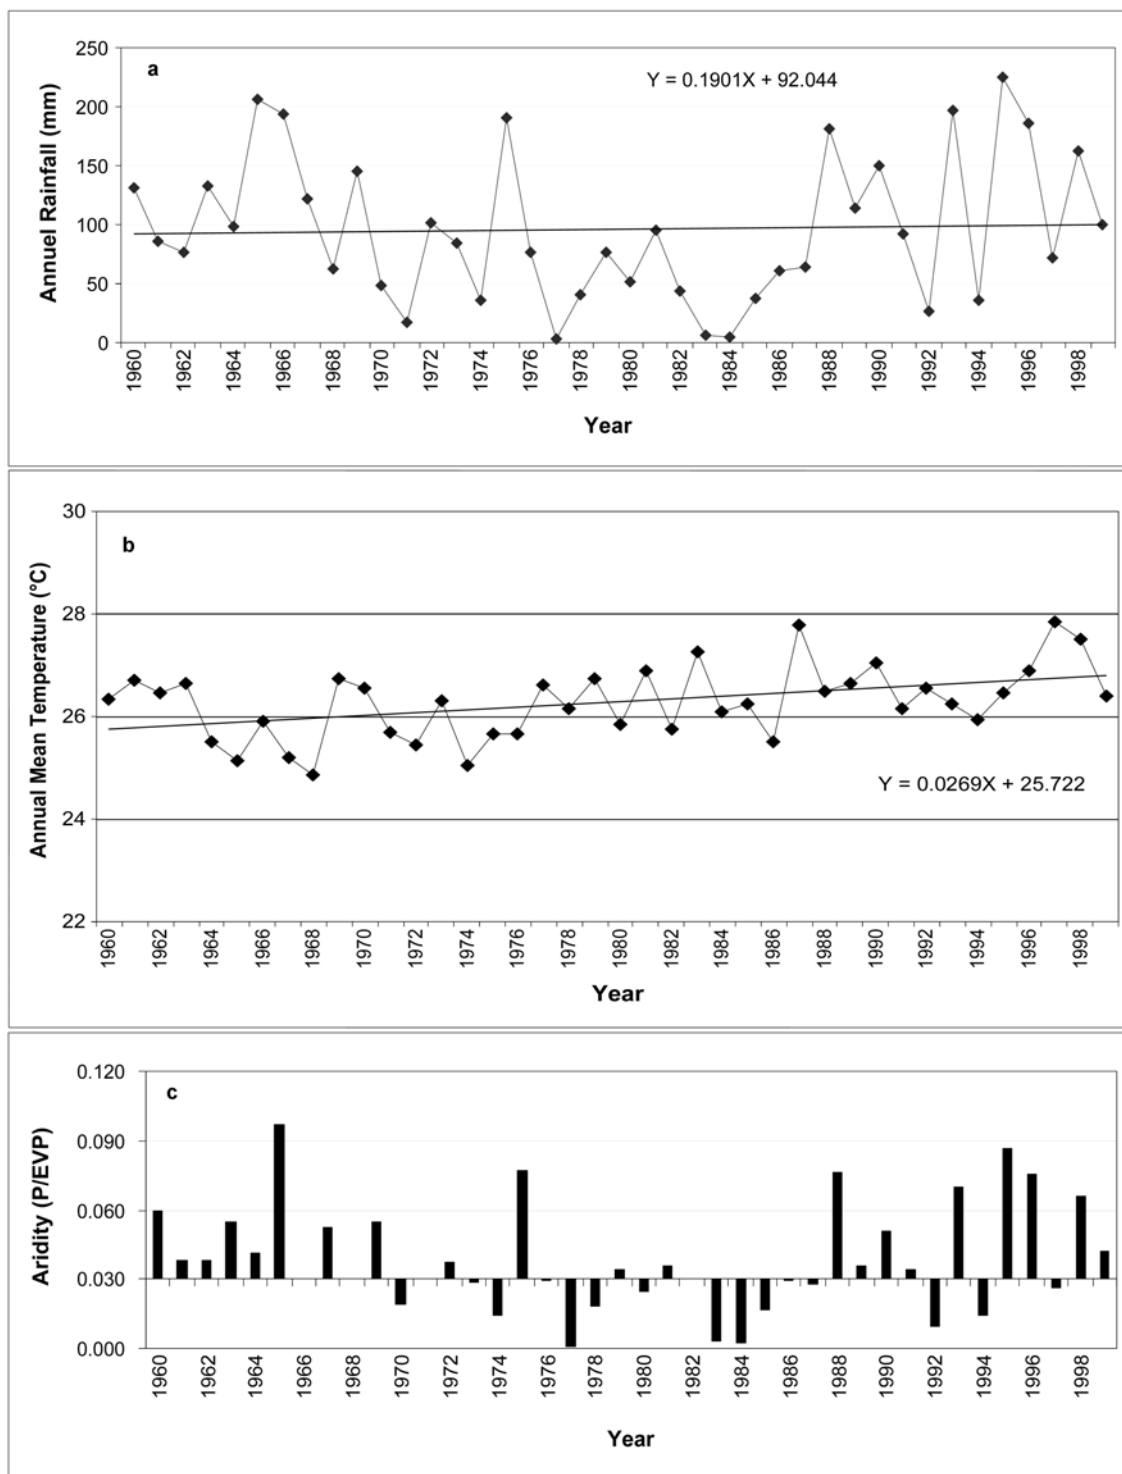 a
Y = 0.1901X + 92.044
Annuel Rainfall (mm)
250
200
150
100
50
0
1960 1962 1964 1966 1968 1970 1972 1974 1976 1978 1980 1982 1984 1986 1988 1990 1992 1994 1996 1998
Year
b
Y = 0.0269X + 25.722
Annual Mean Temperature (°C)
30
28
26
24
22
1960 1962 1964 1966 1968 1970 1972 1974 1976 1978 1980 1982 1984 1986 1988 1990 1992 1994 1996 1998
Year
c
Aridity (P/EVP)
0.120
0.090
0.060
0.030
0.000
1960 1962 1964 1966 1968 1970 1972 1974 1976 1978 1980 1982 1984 1986 1988 1990 1992 1994 1996 1998
Year